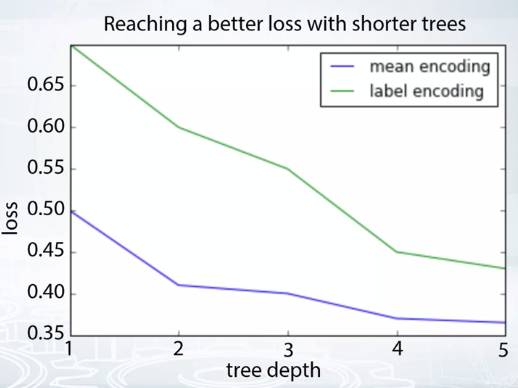 Reaching a better loss with shorter trees
mean encoding
label encoding
0.65
0.60
0.55
0.50
0.45
0.40
0.35
loss
1 2 3 4 5
tree depth